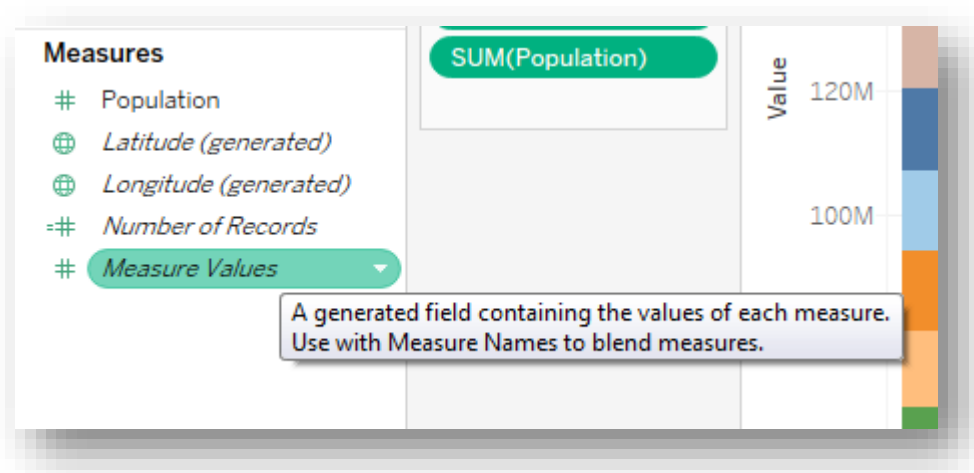 Measures
Population
Latitude (generated)
Longitude (generated)
Number of Records
Measure Values
A generated field containing the values of each measure.
Use with Measure Names to blend measures.
SUM(Population)
Value
120M
100M